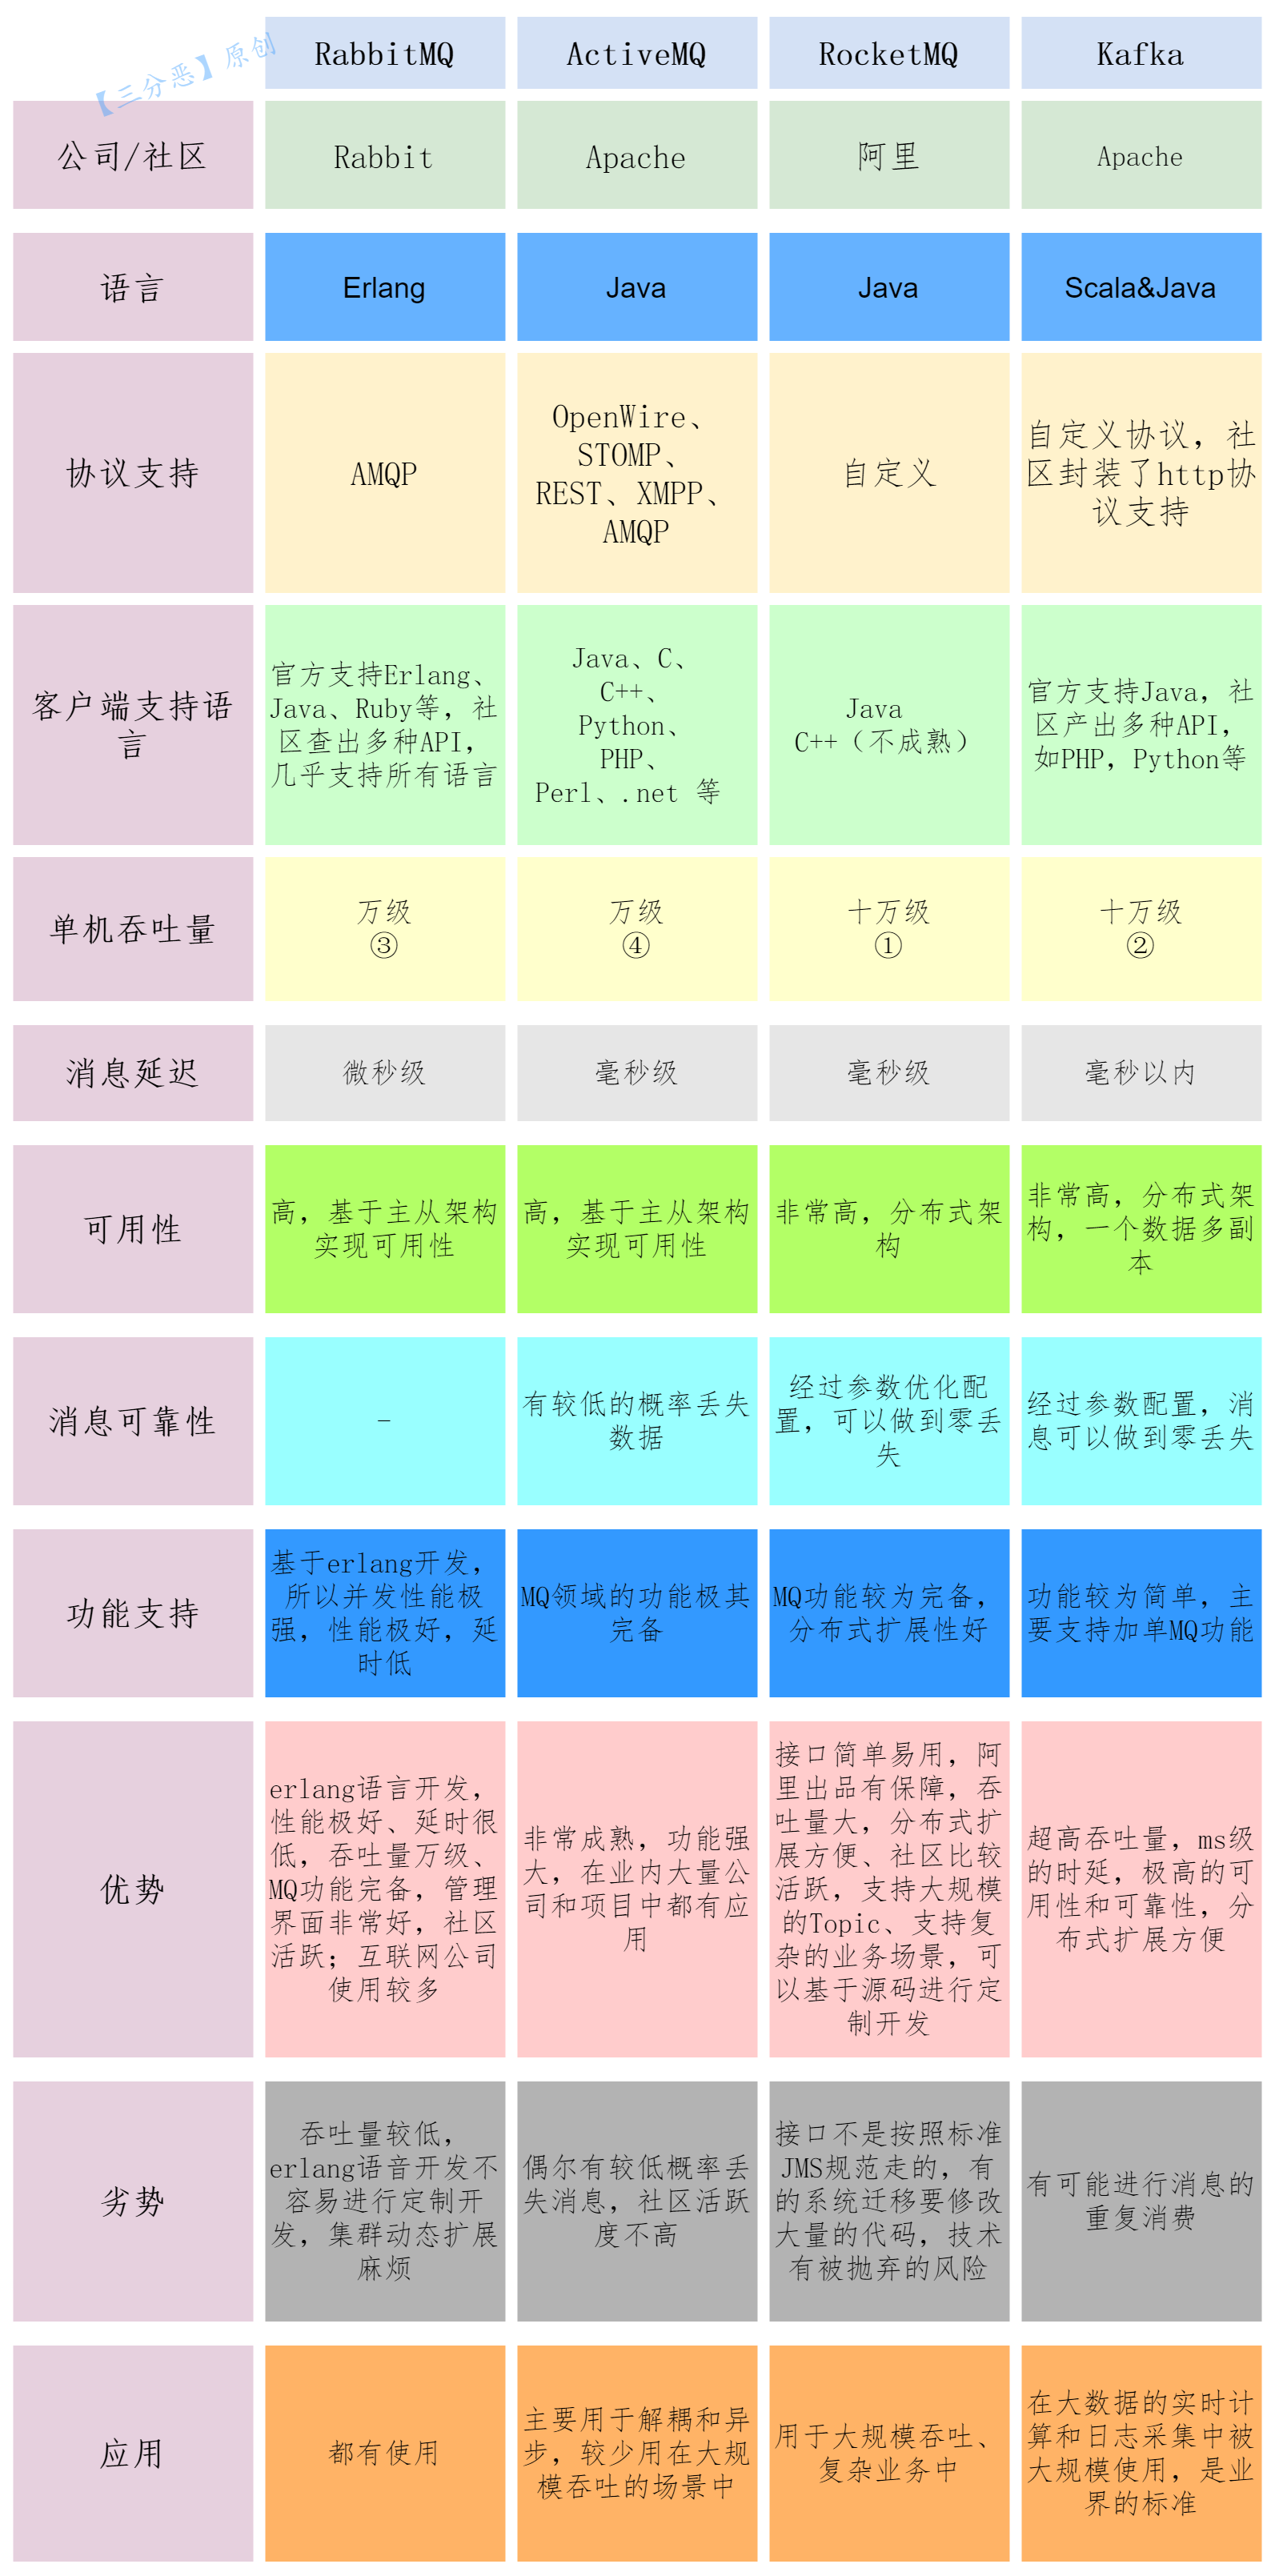 【三分恶】原创
RabbitMQ
ActiveMQ
RocketMQ
Kafka
公司/社区
Rabbit
Apache
阿里
Apache
语言
Erlang
Java
Java
Scala&Java
协议支持
AMQP
OpenWire、
STOMP、
REST、XMPP、
AMQP
自定义
自定义协议，社
区封装了http协
议支持
客户端支持语
言
官方支持Erlang、
Java、Ruby等，社
区查出多种API，
几乎支持所有语言
Java、C、
C++、
Python、
PHP、
Perl、.net 等
Java
C++（不成熟）
官方支持Java，社
区产出多种API，
如PHP，Python等
单机吞吐量
万级
③
万级
④
十万级
①
十万级
②
消息延迟
微秒级
毫秒级
毫秒级
毫秒以内
可用性
高，基于主从架构
实现可用性
高，基于主从架构
实现可用性
非常高，分布式架
构
非常高，分布式架
构，一个数据多副
本
消息可靠性
-
有较低的概率丢失
数据
经过参数优化配
置，可以做到零丢
失
经过参数配置，消
息可以做到零丢失
功能支持
基于erlang开发，
所以并发性能极
强，性能极好，延
时低
MQ领域的功能极其
完备
MQ功能较为完备，
分布式扩展性好
功能较为简单，主
要支持加单MQ功能
优势
erlang语言开发，
性能极好、延时很
低，吞吐量万级、
MQ功能完备，管理
界面非常好，社区
活跃；互联网公司
使用较多
非常成熟，功能强
大，在业内大量公
司和项目中都有应
用
接口简单易用，阿
里出品有保障，吞
吐量大，分布式扩
展方便、社区比较
活跃，支持大规模
的Topic、支持复
杂的业务场景，可
以基于源码进行定
制开发
超高吞吐量，ms级
的时延，极高的可
用性和可靠性，分
布式扩展方便
劣势
吞吐量较低，
erlang语音开发不
容易进行定制开
发，集群动态扩展
麻烦
偶尔有较低概率丢
失消息，社区活跃
度不高
接口不是按照标准
JMS规范走的，有
的系统迁移要修改
大量的代码，技术
有被抛弃的风险
有可能进行消息的
重复消费
应用
都有使用
主要用于解耦和异
步，较少用在大规
模吞吐的场景中
用于大规模吞吐、
复杂业务中
在大数据的实时计
算和日志采集中被
大规模使用，是业
界的标准